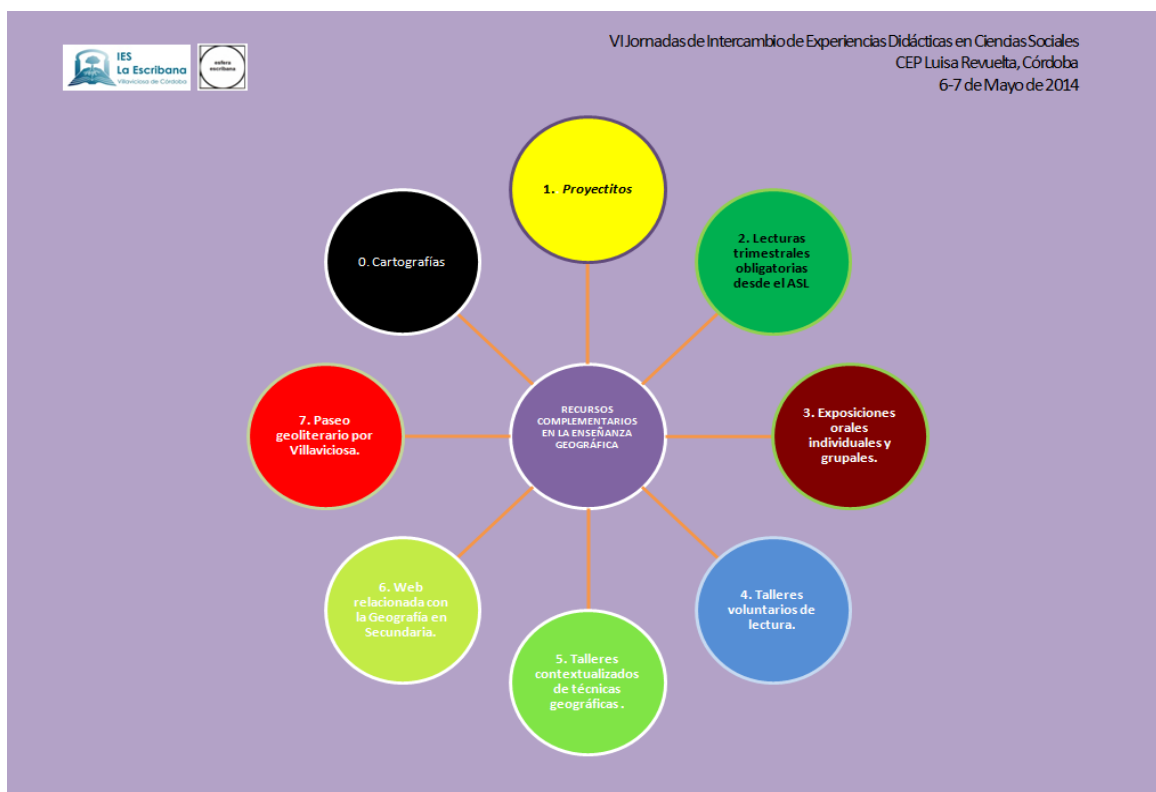 IES
La Escribana
Villaviciosa de Córdoba
esfera
escribana
VI Jornadas de Intercambio de Experiencias Didácticas en Ciencias Sociales
CEP Luisa Revuelta, Córdoba
6-7 de Mayo de 2014
0. Cartografías
1. Proyectitos
2. Lecturas
trimestrales
obligatorias
desde el ASL
3. Exposiciones
orales
individuales y
grupales.
4. Talleres
voluntarios de
lectura.
5. Talleres
contextualizados
de técnicas
geográficas .
6. Web
relacionada con
la Geografía en
Secundaria.
7. Paseo
geoliterario por
Villaviciosa.
RECURSOS
COMPLEMENTARIOS
EN LA ENSEÑANZA
GEOGRÁFICA